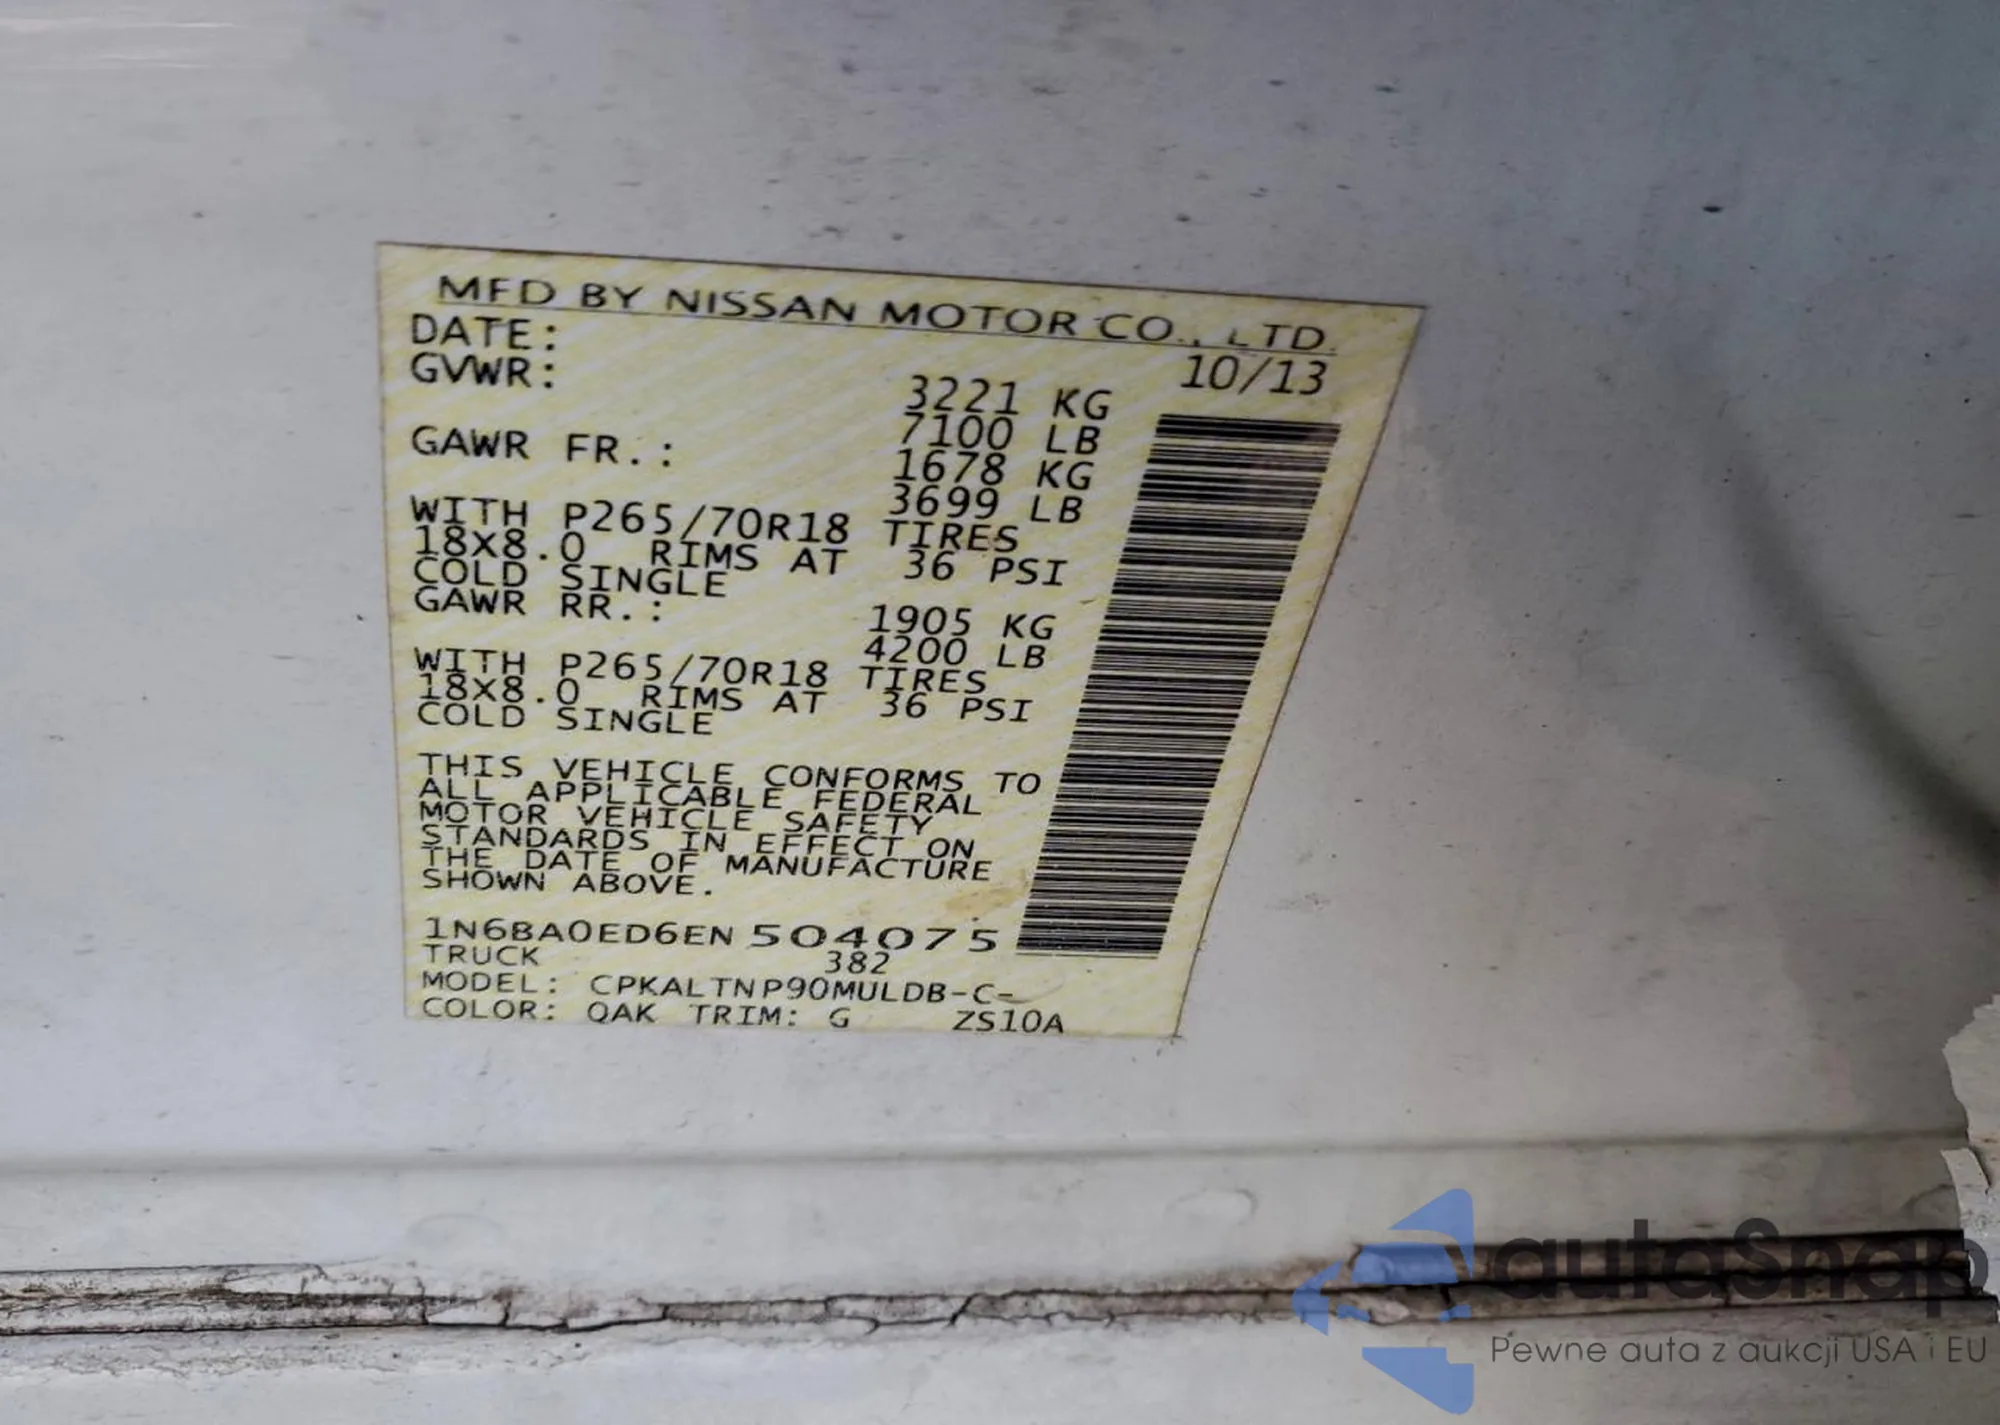 MFD BY NISSAN MOTOR CO., LTD.
DATE: 10/13
GVWR: 3221 KG
7100 LB
GAWR FR.: 1678 KG
3699 LB
WITH P265/70R18 TIRES
18X8.0 RIMS AT 36 PSI
COLD SINGLE
GAWR RR.: 1905 KG
4200 LB
WITH P265/70R18 TIRES
18X8.0 RIMS AT 36 PSI
COLD SINGLE
THIS VEHICLE CONFORMS TO
ALL APPLICABLE FEDERAL
MOTOR VEHICLE SAFETY
STANDARDS IN EFFECT ON
THE DATE OF MANUFACTURE
SHOWN ABOVE.
1N6BA0ED6EN504075
TRUCK 382
MODEL: CPKALTNP90MULDB-C-
COLOR: QAK TRIM: G ZS10A
autoSnap
Pewne auta z aukcji USA i EU